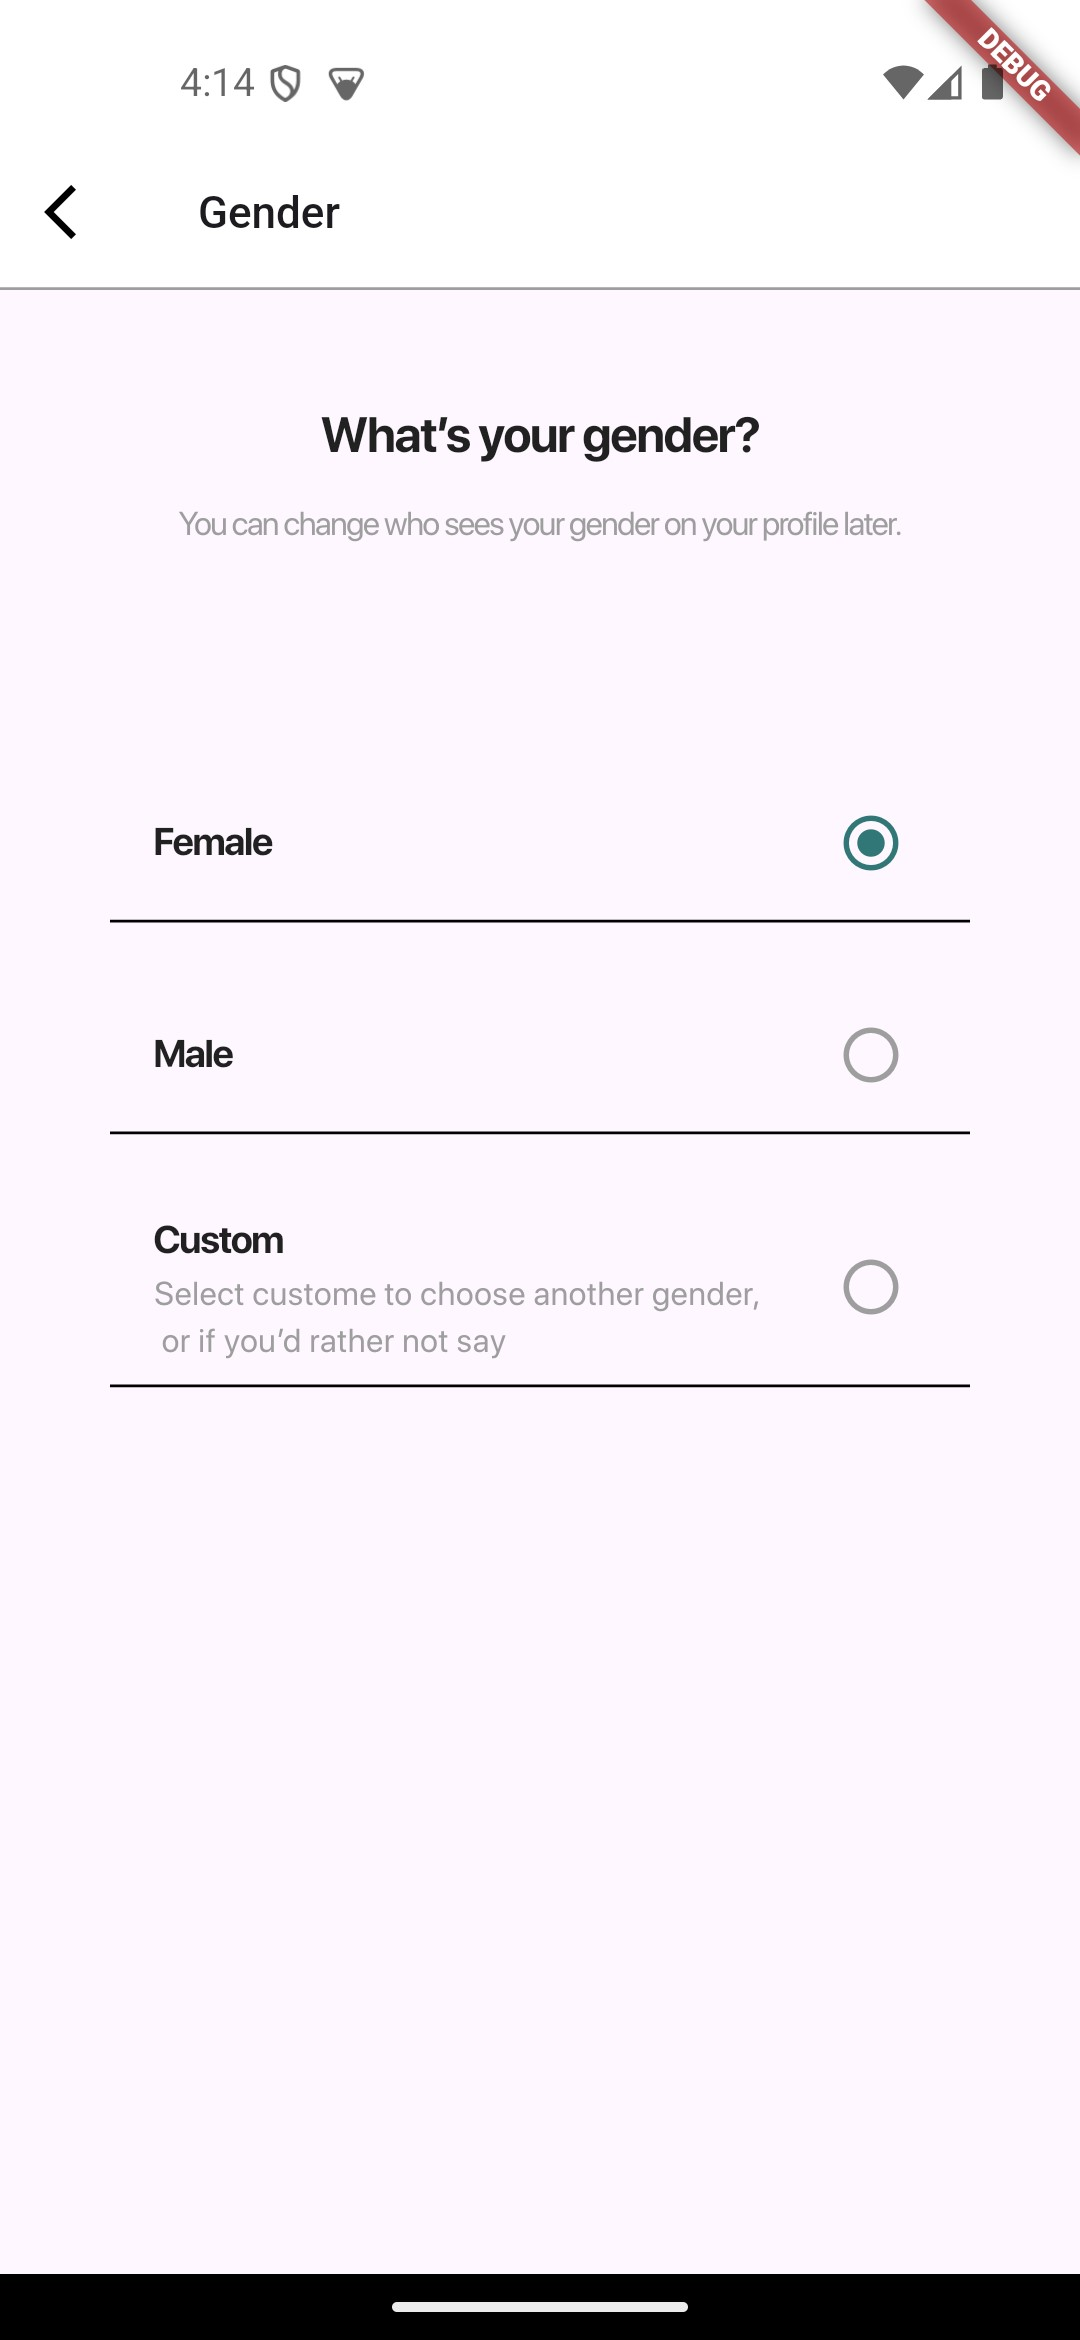 4:14
DEBUG
Gender
What's your gender?
You can change who sees your gender on your profile later.
Female
Male
Custom
Select custome to choose another gender,
or if you'd rather not say